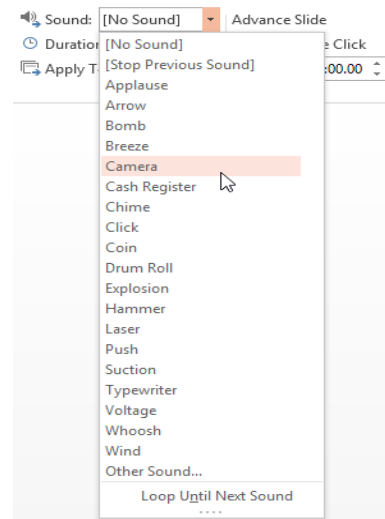 Sound: [No Sound] Advance Slide
Duratio [No Sound] e Click
Apply T [Stop Previous Sound] :00.00
Applause
Arrow
Bomb
Breeze
Camera
Cash Register
Chime
Click
Coin
Drum Roll
Explosion
Hammer
Laser
Push
Suction
Typewriter
Voltage
Whoosh
Wind
Other Sound...
Loop Until Next Sound